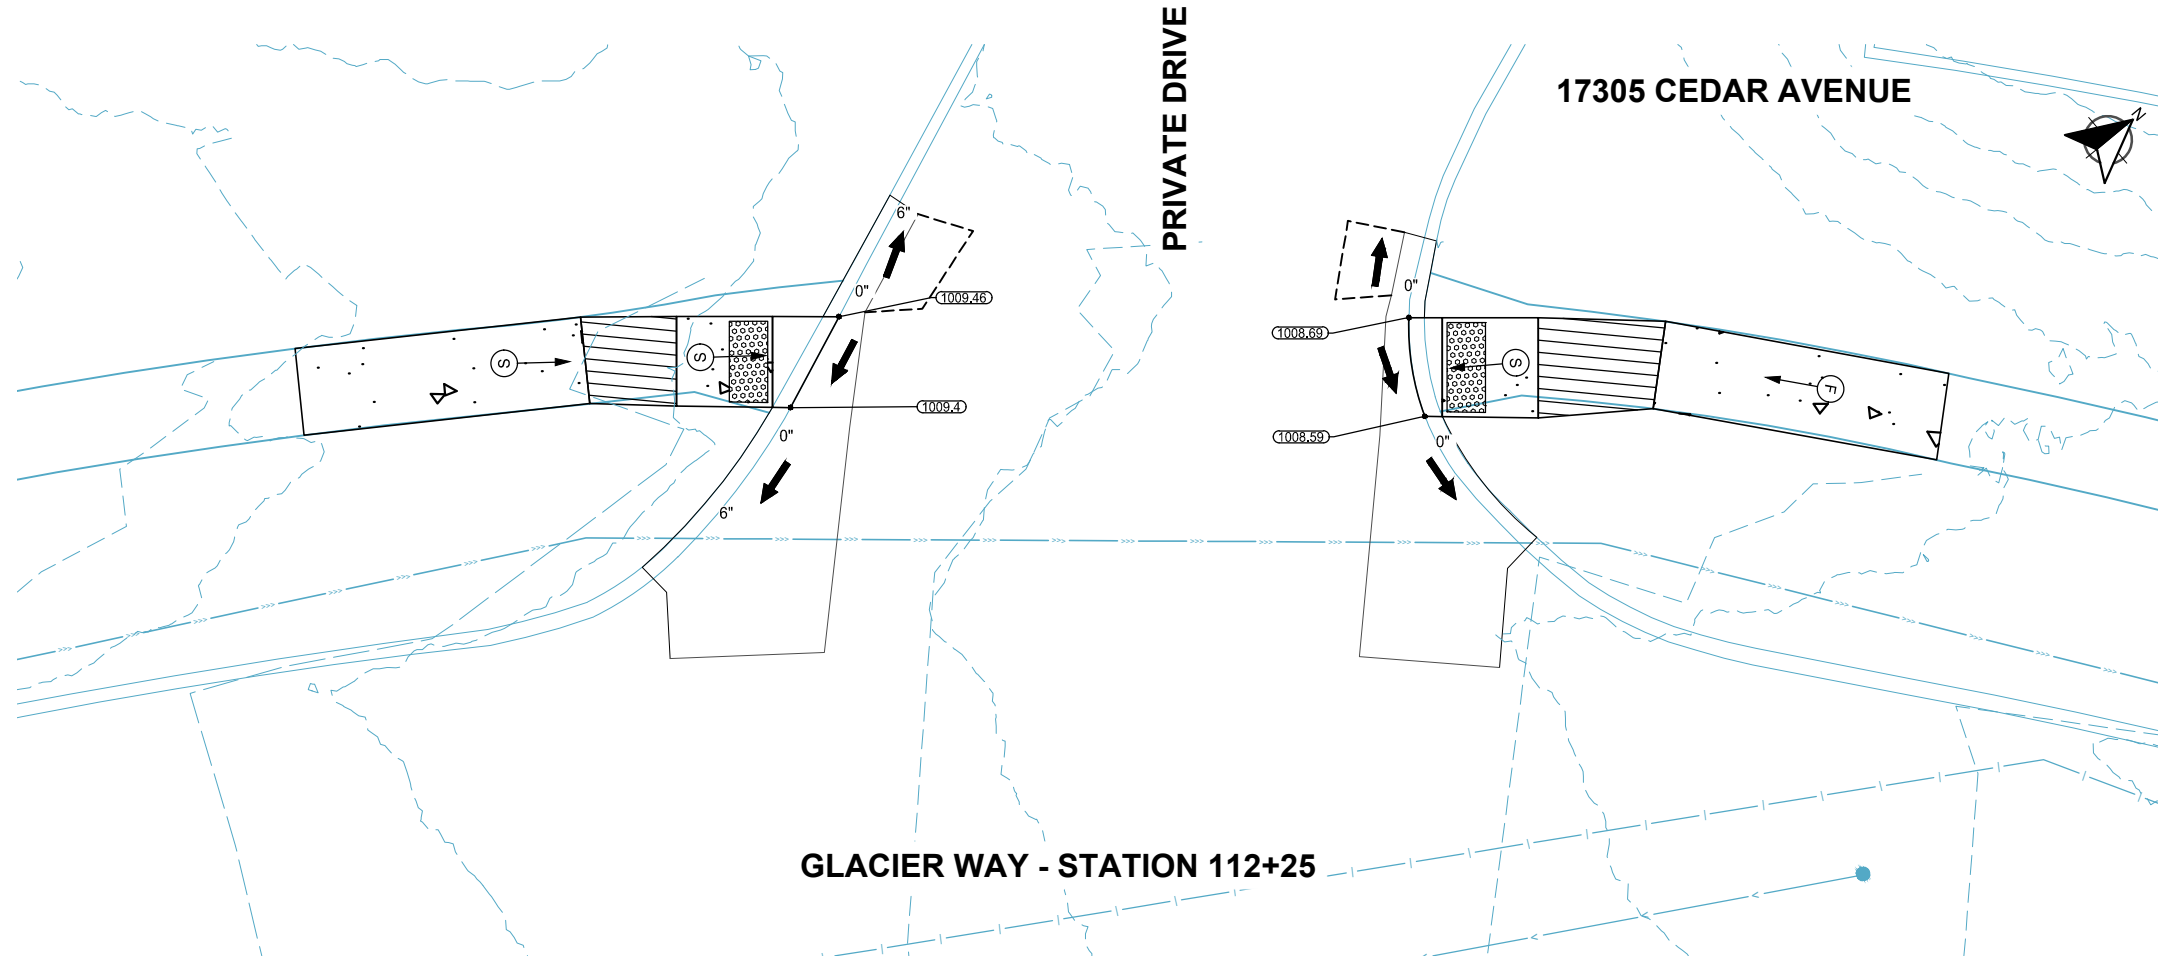 PRIVATE DRIVE
17305 CEDAR AVENUE
N
6"
0"
1009.46
S
S
1009.4
0"
6"
0"
1008.69
S
F
1008.59
0"
GLACIER WAY - STATION 112+25